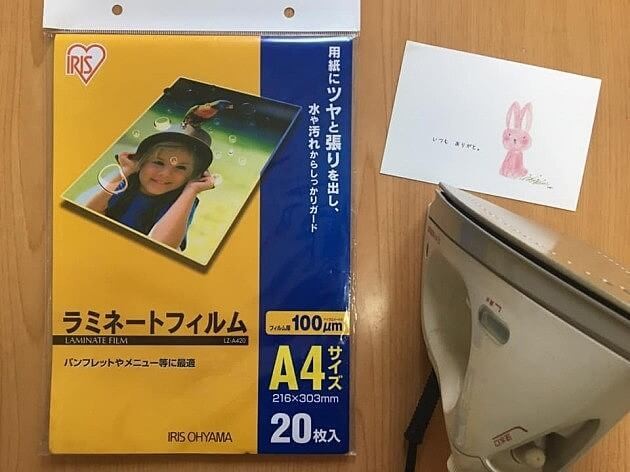 IRIS
用紙にツヤと張りを出し、
水や汚れからしっかりガード
ラミネートフィルム
LAMINATE FILM LZ-A420
パンフレットやメニュー等に最適
フィルム厚 100μm
A4サイズ
216×303mm
20枚入
IRIS OHYAMA
いつも ありがと。